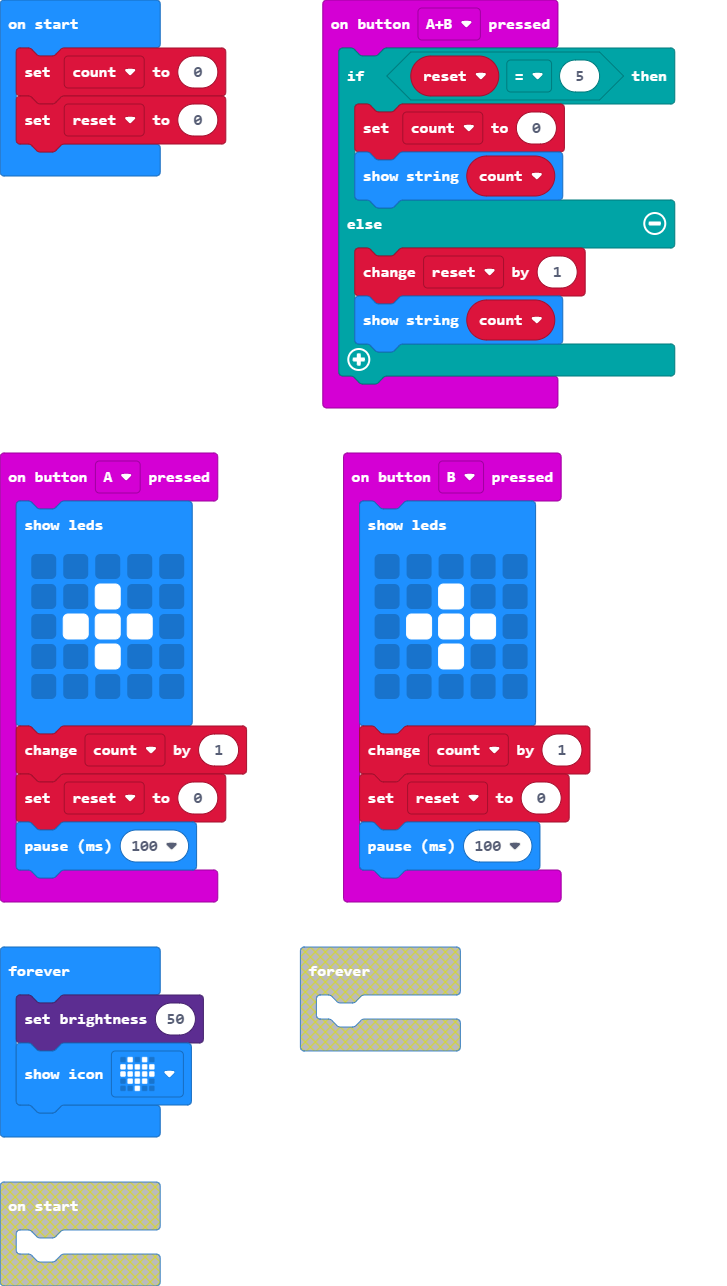 on start
set count to 0
set reset to 0
on button A+B pressed
if reset = 5 then
set count to 0
show string count
else
change reset by 1
show string count
on button A pressed
show leds
change count by 1
set reset to 0
pause (ms) 100
on button B pressed
show leds
change count by 1
set reset to 0
pause (ms) 100
forever
set brightness 50
show icon
forever
on start